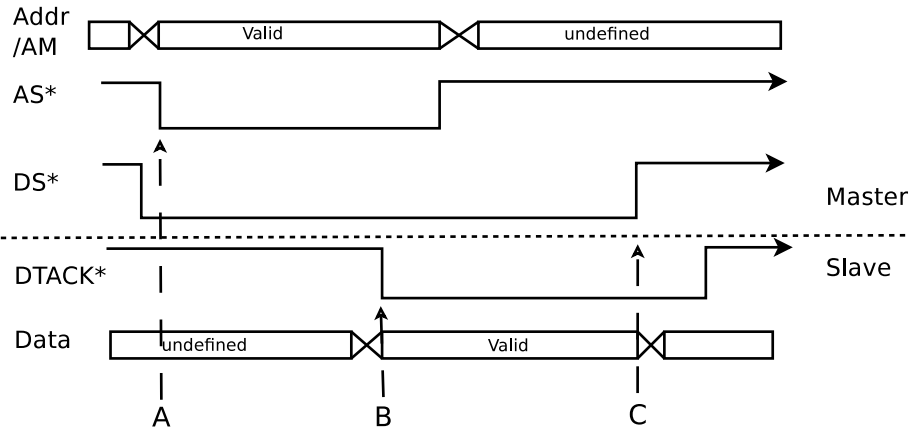 Addr
/AM
Valid
undefined
AS*
DS*
Master
DTACK*
Slave
Data
undefined
Valid
A
B
C